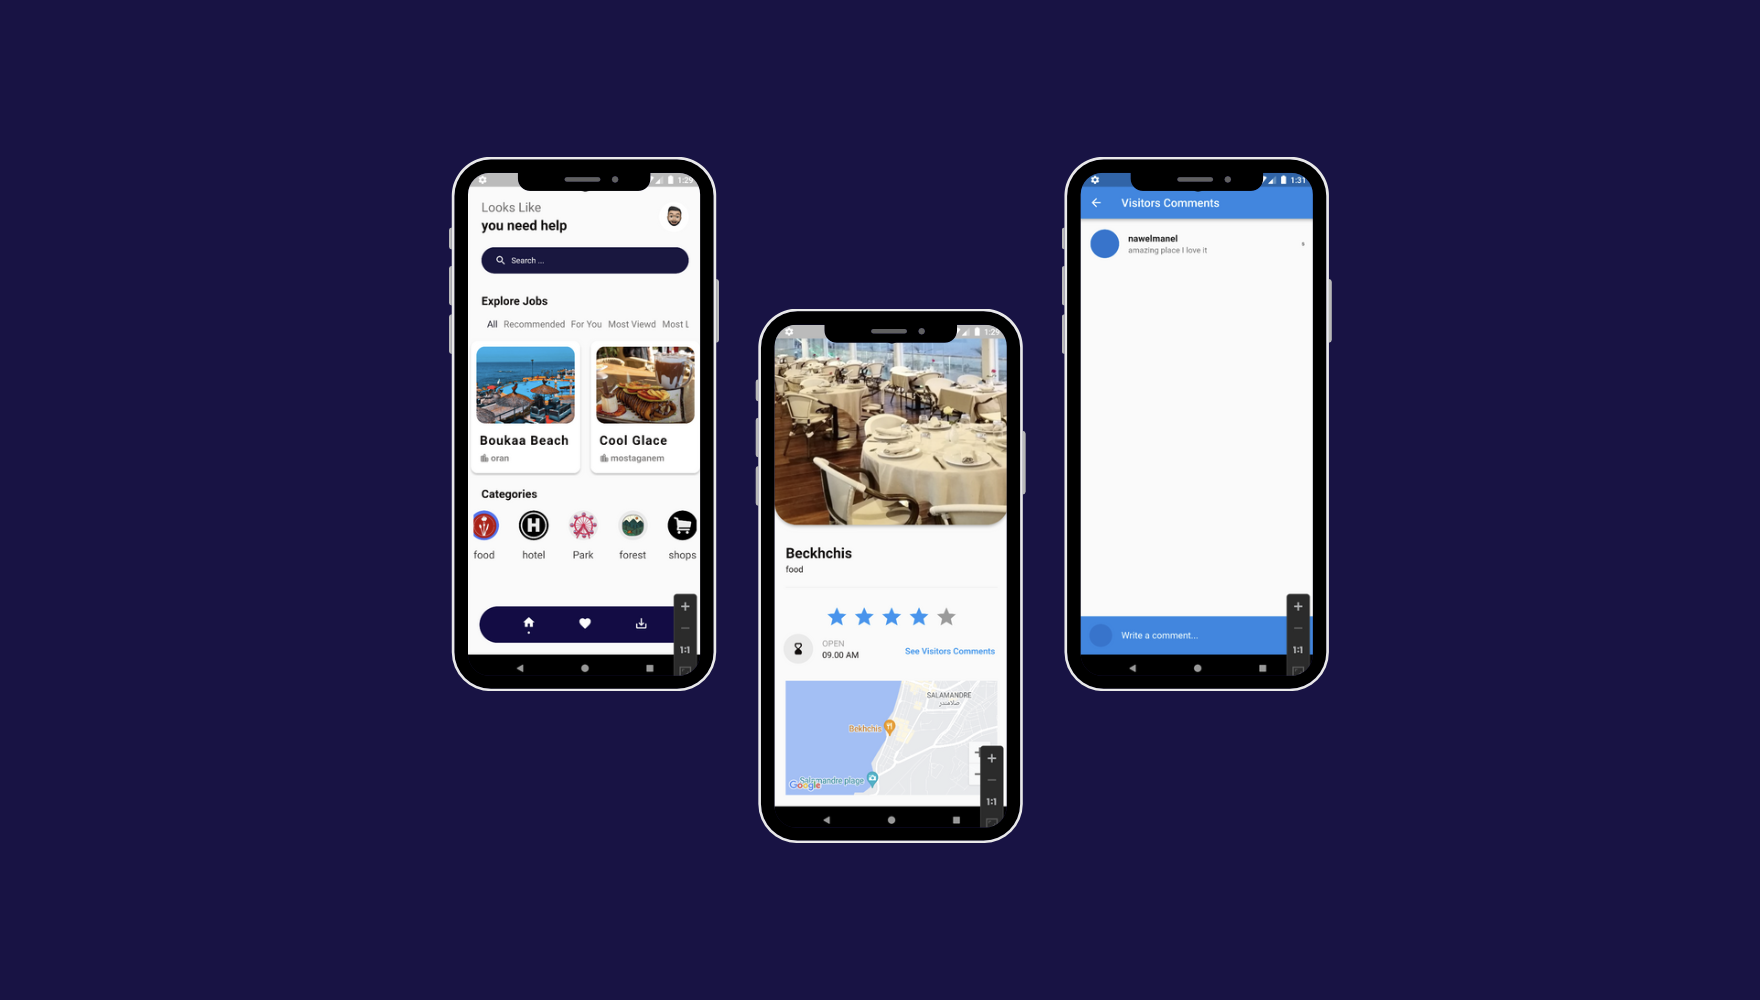 1:29
Looks Like
you need help
Search ...
Explore Jobs
All Recommended For You Most Viewd Most L
Boukaa Beach
oran
Cool Glace
mostaganem
Categories
H
food hotel Park forest shops
1:1
1:29
Beckhchis
food
OPEN
09.00 AM
See Visitors Comments
SALAMANDRE
صلامندر
Bekhchis
Salamandre plage
Google
1:1
1:31
Visitors Comments
nawelmanel
amazing place I love it
Write a comment...
1:1